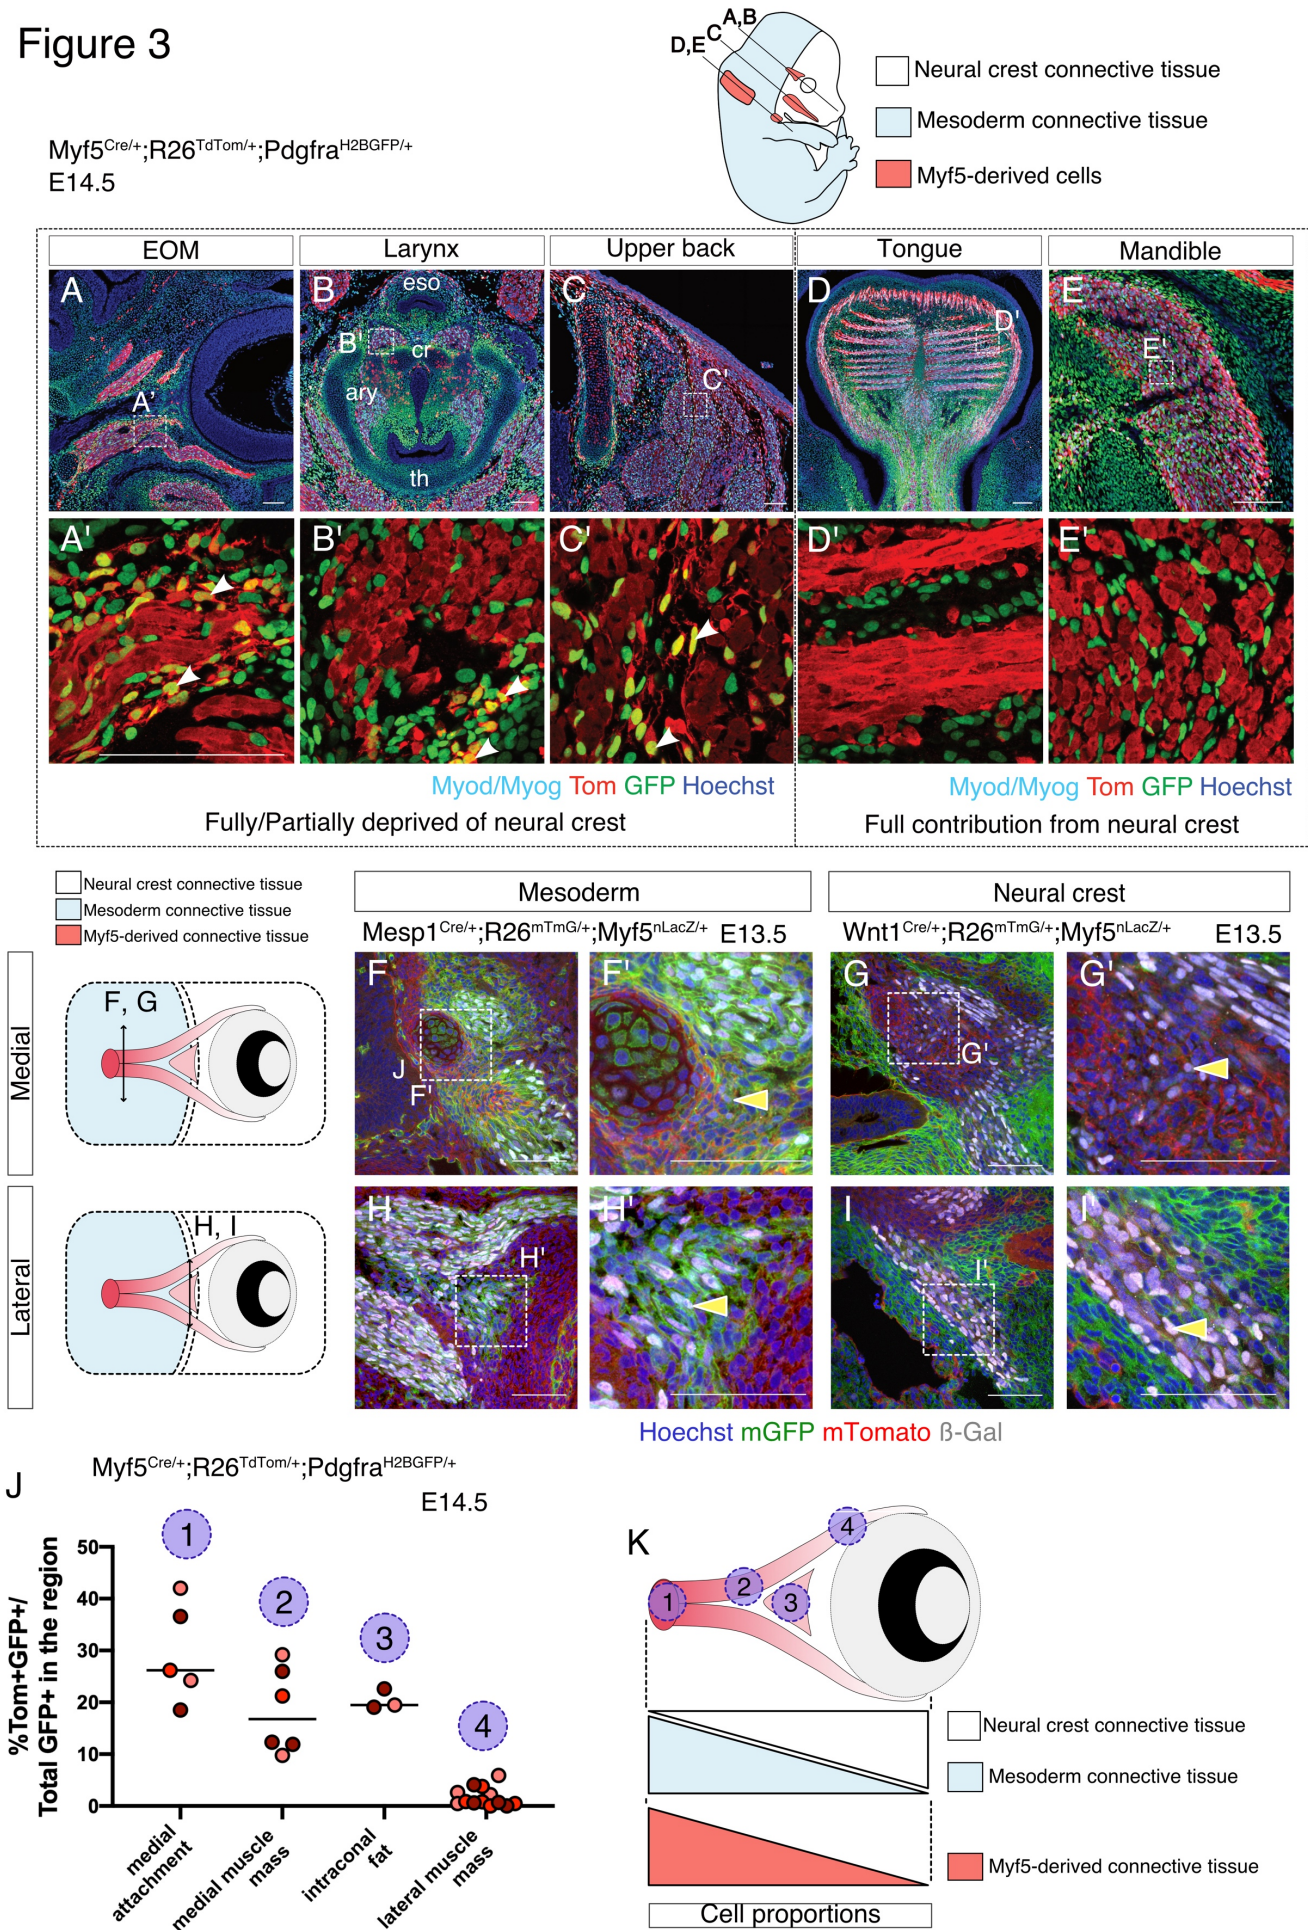 Figure 3
A,B
C
D,E
Neural crest connective tissue
Mesoderm connective tissue
Myf5-derived cells
Myf5Cre/+;R26TdTom/+;PdgfraH2BGFP/+
E14.5
EOM Larynx Upper back Tongue Mandible
A B C D E
eso
B' cr
ary
th
A' C' D' E'
A' B' C' D' E'
Myod/Myog Tom GFP Hoechst
Myod/Myog Tom GFP Hoechst
Fully/Partially deprived of neural crest
Full contribution from neural crest
Neural crest connective tissue
Mesoderm connective tissue
Myf5-derived connective tissue
Mesoderm
Neural crest
Mesp1Cre/+;R26mTmG/+;Myf5nLacZ/+ E13.5
Wnt1Cre/+;R26mTmG/+;Myf5nLacZ/+ E13.5
Medial
F, G
F F' G G'
J
F'
G'
Lateral
H, I
H H' I I'
H'
I'
Hoechst mGFP mTomato ß-Gal
J
Myf5Cre/+;R26TdTom/+;PdgfraH2BGFP/+
E14.5
%Tom+GFP+/
Total GFP+ in the region
50
40
30
20
10
0
1
2
3
4
medial
attachment
medial muscle
mass
intraconal
fat
lateral muscle
mass
K
1
2
3
4
Neural crest connective tissue
Mesoderm connective tissue
Myf5-derived connective tissue
Cell proportions